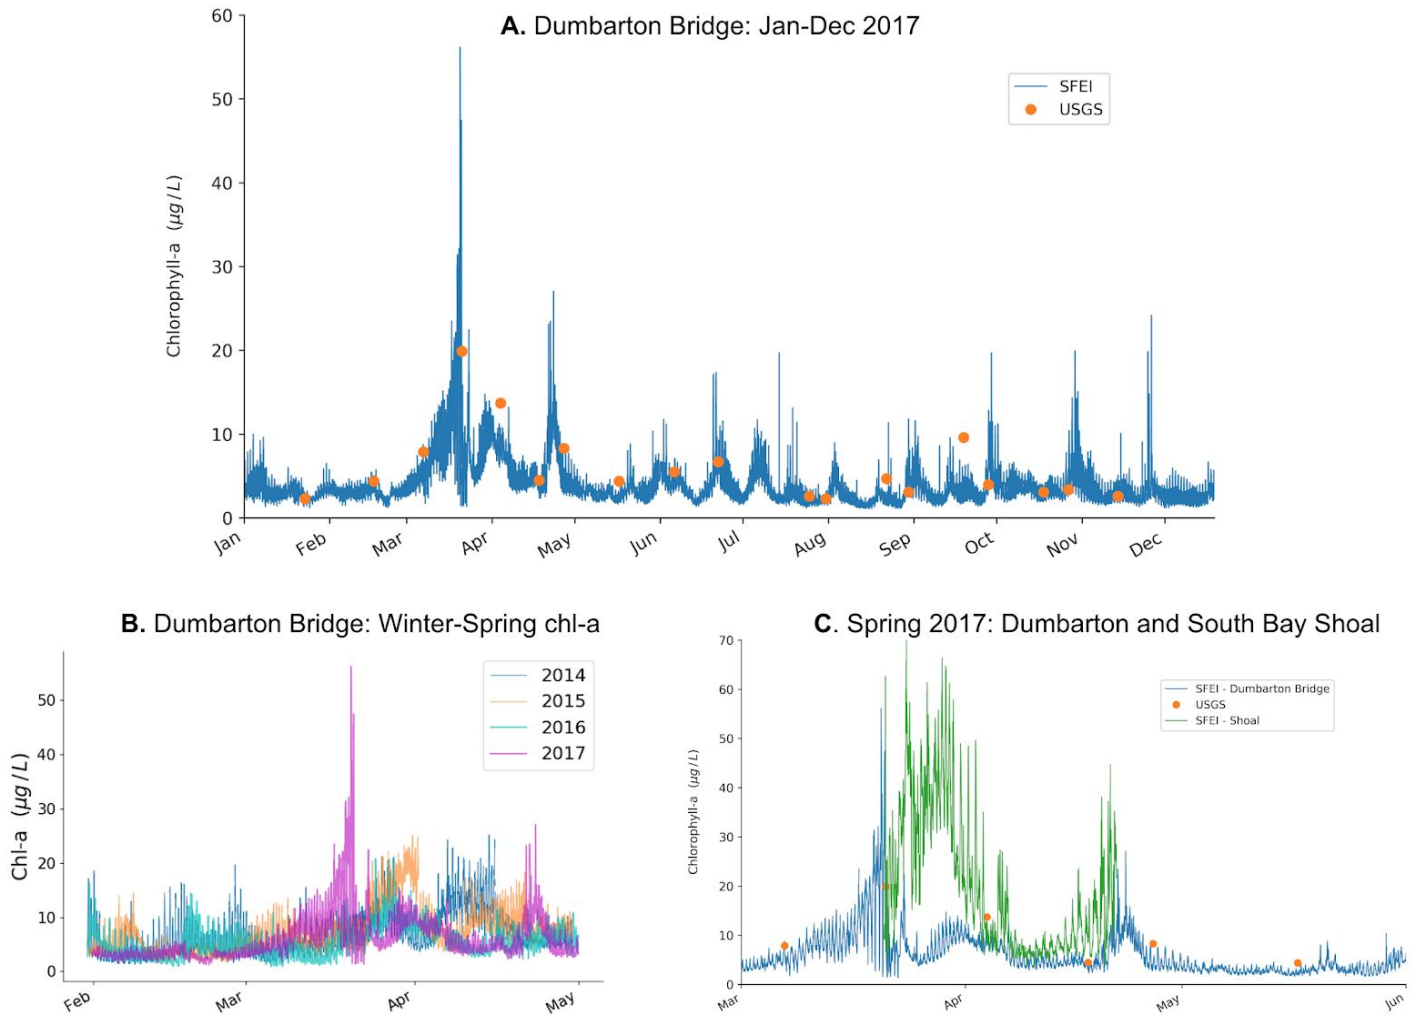 A. Dumbarton Bridge: Jan-Dec 2017
60
50
40
30
20
10
0
Chlorophyll-a (μg/L)
SFEI
USGS
Jan Feb Mar Apr May Jun Jul Aug Sep Oct Nov Dec
B. Dumbarton Bridge: Winter-Spring chl-a
50
40
30
20
10
0
Chl-a (μg/L)
2014
2015
2016
2017
Feb Mar Apr May
C. Spring 2017: Dumbarton and South Bay Shoal
70
60
50
40
30
20
10
0
Chlorophyll-a (μg/L)
SFEI - Dumbarton Bridge
USGS
SFEI - Shoal
Mar Apr May Jun